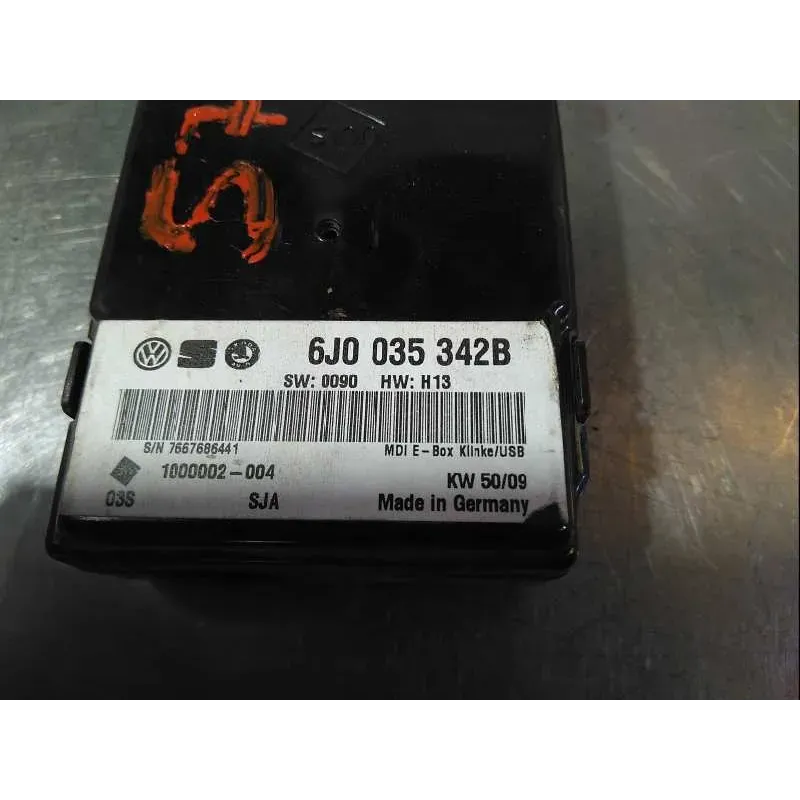 57
6J0 035 342B
SW: 0090 HW: H13
S/N 7667686441 MDI E-Box Klinke/USB
1000002-004 KW 50/09
03S SJA Made in Germany